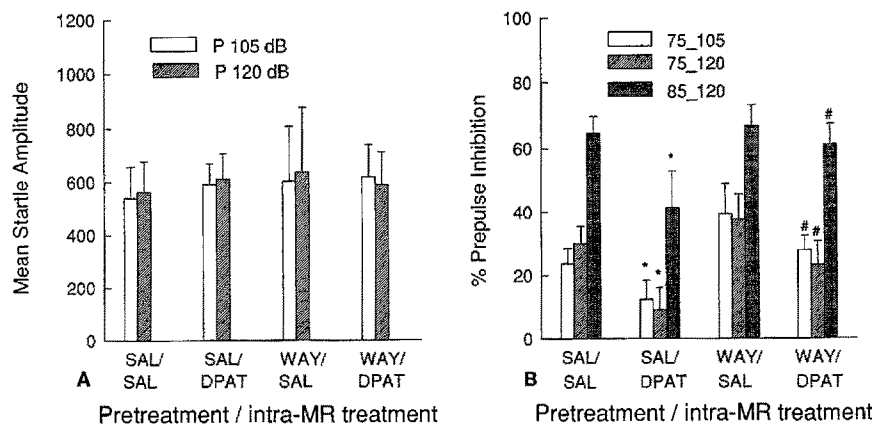 1200
1000
800
600
400
200
0
Mean Startle Amplitude
P 105 dB
P 120 dB
SAL/ SAL/ WAY/ WAY/
SAL DPAT SAL DPAT
A
Pretreatment / intra-MR treatment
100
80
60
40
20
0
% Prepulse Inhibition
75_105
75_120
85_120
* * *
# # #
SAL/ SAL/ WAY/ WAY/
SAL DPAT SAL DPAT
B
Pretreatment / intra-MR treatment